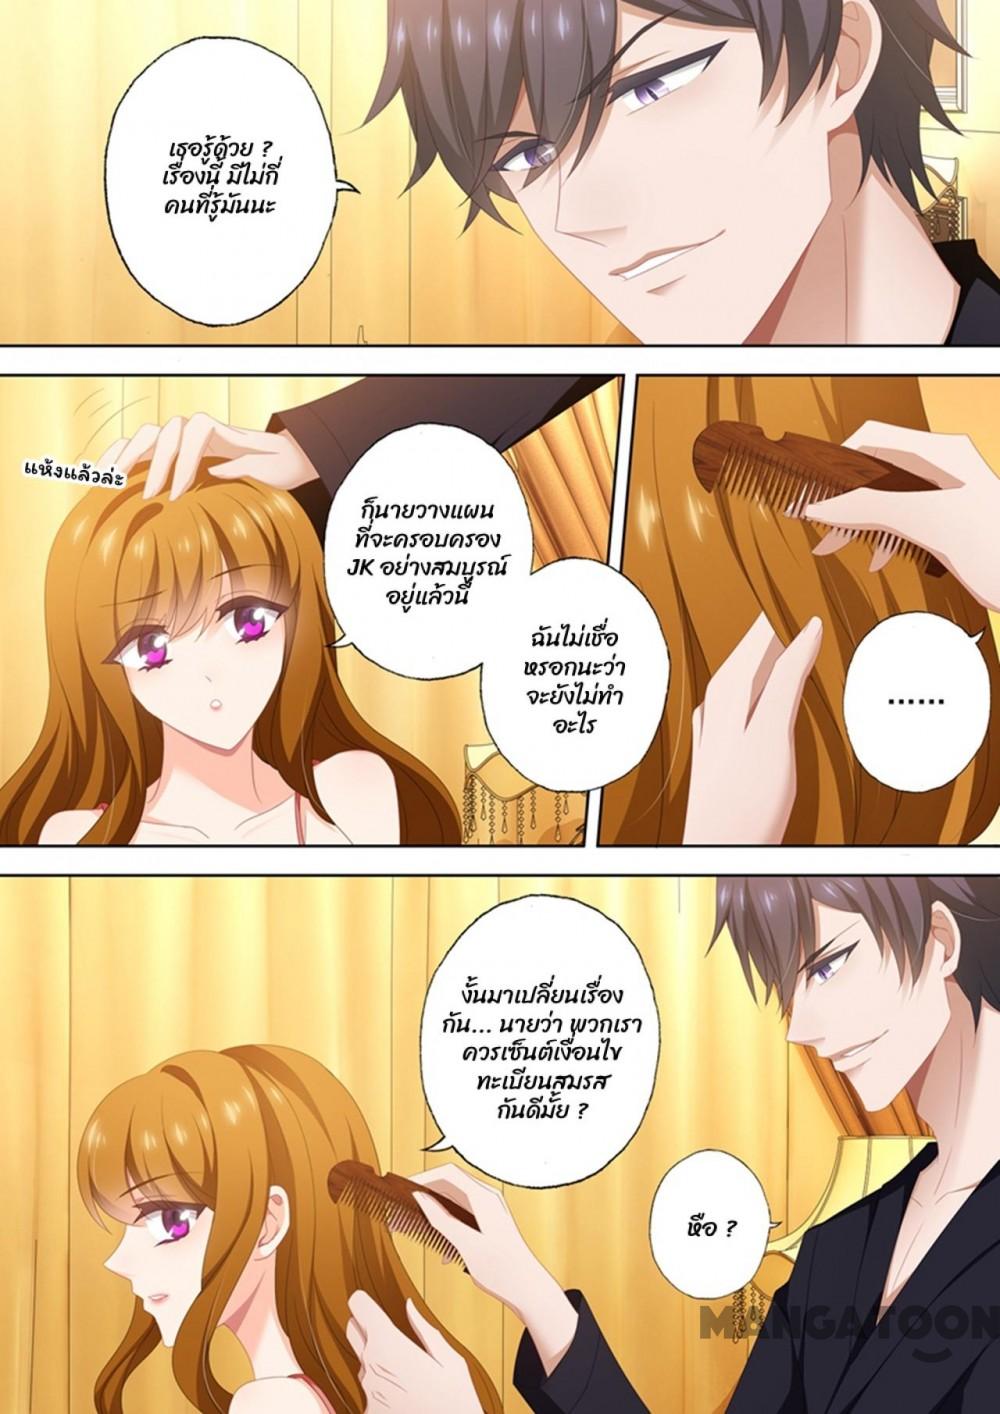 เธอรู้ด้วย ?
เรื่องนี้ มีไม่กี่
คนที่รู้มันนะ
แห้งแล้วล่ะ
ก็นายวางแผน
ที่จะครอบครอง
JK อย่างสมบูรณ์
อยู่แล้วนี่
ฉันไม่เชื่อ
หรอกนะว่า
จะยังไม่ทำ
อะไร
......
งั้นมาเปลี่ยนเรื่อง
กัน... นายว่า พวกเรา
ควรเซ็นต์เงื่อนไข
ทะเบียนสมรส
กันดีมั้ย ?
หือ ?
MANGATOON